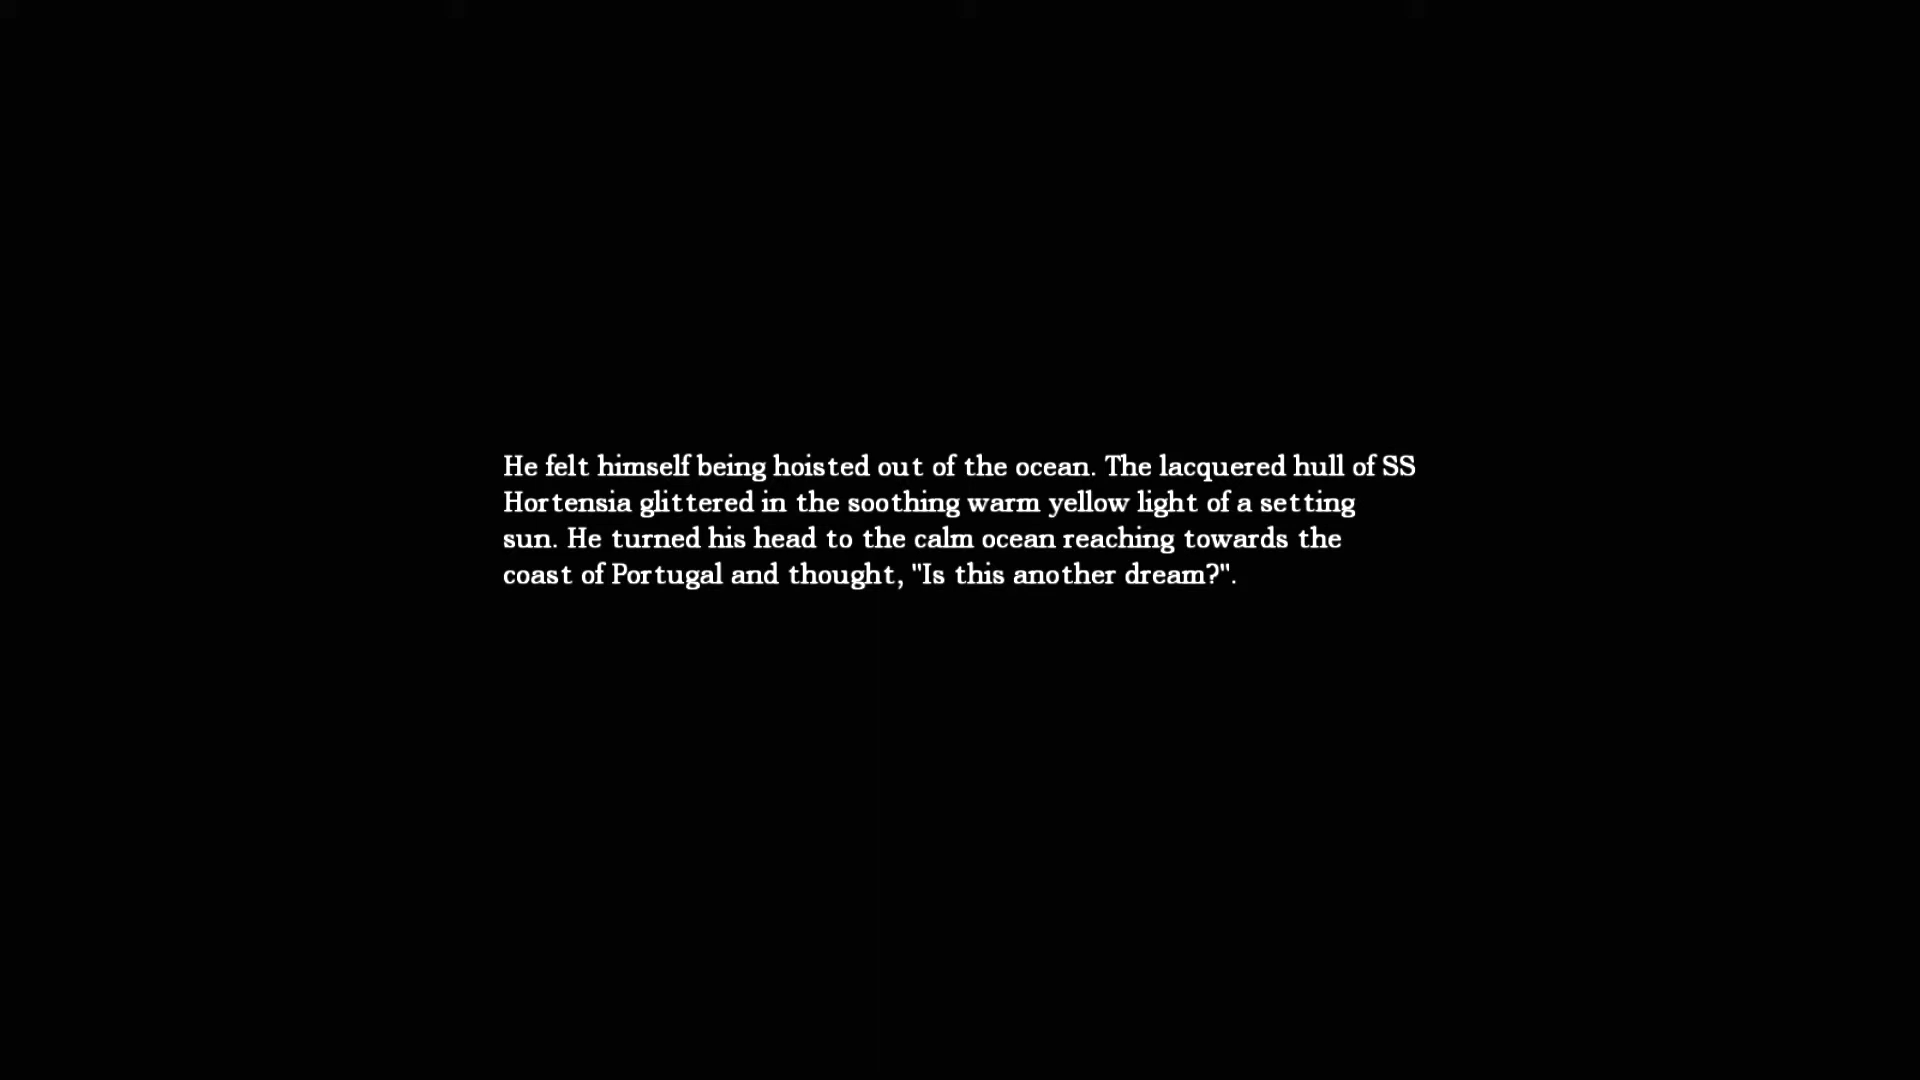 He felt himself being hoisted out of the ocean. The lacquered hull of SS
Hortensia glittered in the soothing warm yellow light of a setting
sun. He turned his head to the calm ocean reaching towards the
coast of Portugal and thought, "Is this another dream?".